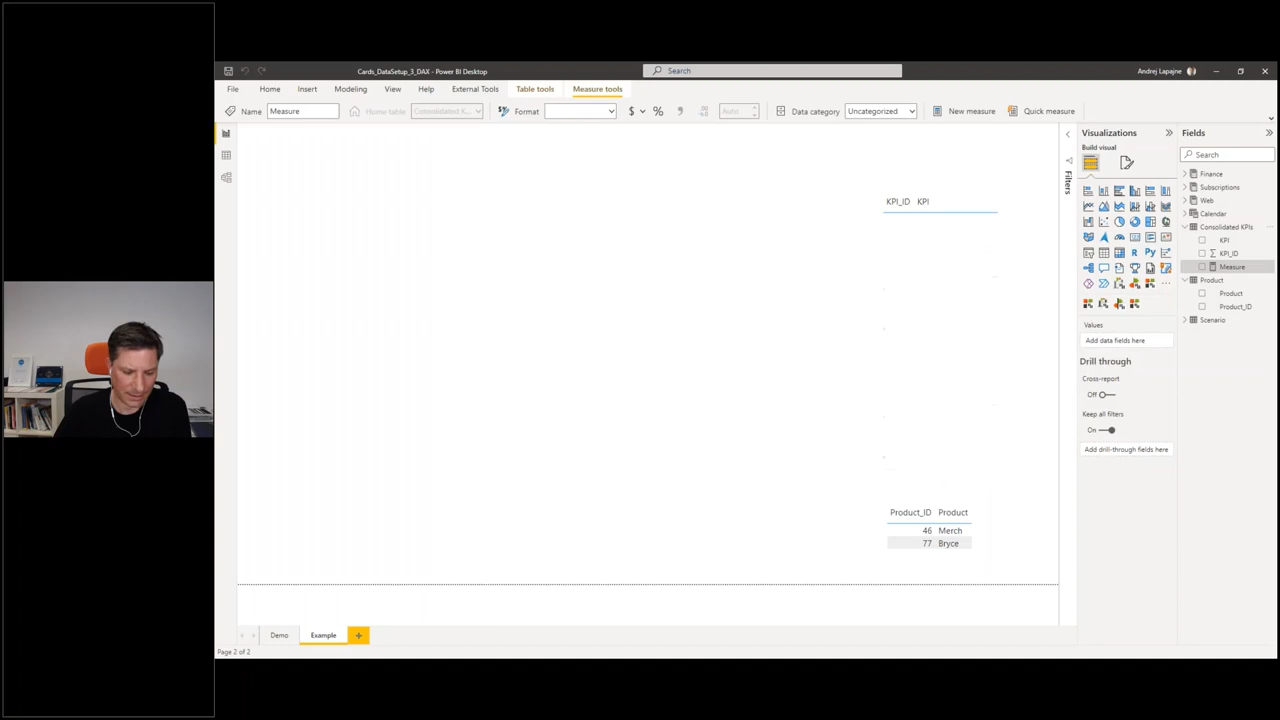 Cards_DataSetup_3_DAX - Power BI Desktop
Search
Andrej Lapajne
File Home Insert Modeling View Help External Tools Table tools Measure tools
Name Measure Home table Consolidated K... Format $ % Auto Data category Uncategorized New measure Quick measure
Filters
Visualizations
Build visual
R Py
Values
Add data fields here
Drill through
Cross-report
Off
Keep all filters
On
Add drill-through fields here
Fields
Search
Finance
Subscriptions
Web
Calendar
Consolidated KPIs
KPI
KPI_ID
Measure
Product
Product
Product_ID
Scenario
KPI_ID KPI
Product_ID Product
46 Merch
77 Bryce
Demo Example
Page 2 of 2